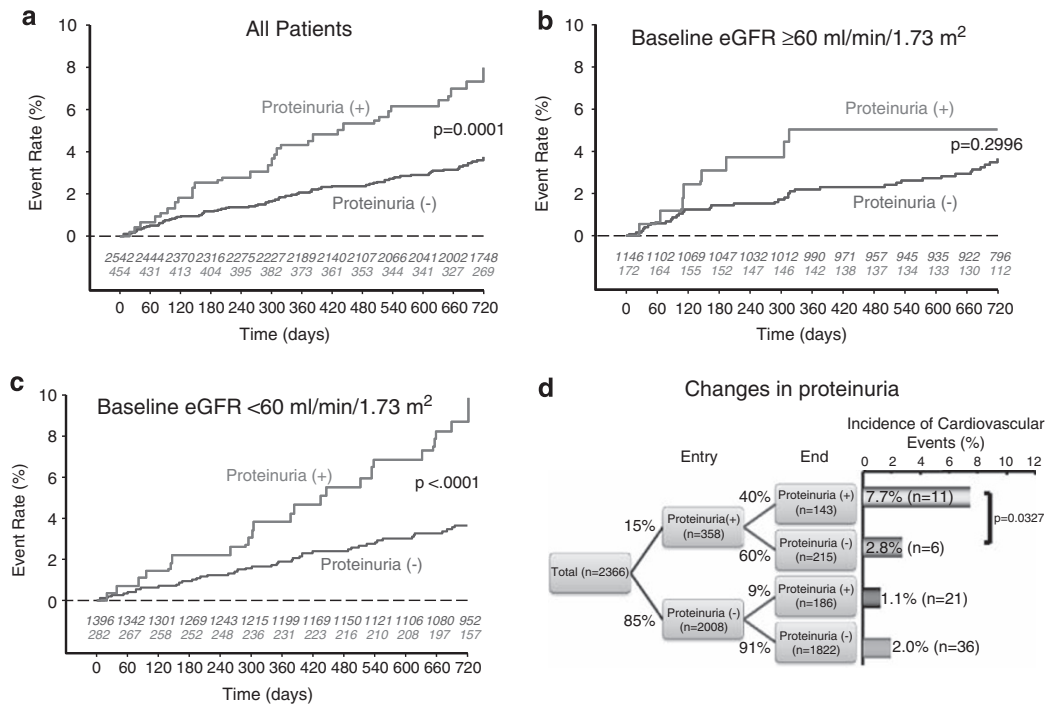 a
All Patients
Event Rate (%)
10
8
6
4
2
0
Proteinuria (+)
p=0.0001
Proteinuria (-)
2542 2444 2370 2316 2275 2227 2189 2140 2107 2066 2041 2002 1748
454 431 413 404 395 382 373 361 353 344 341 327 269
0 60 120 180 240 300 360 420 480 540 600 660 720
Time (days)
b
Baseline eGFR ≥60 ml/min/1.73 m²
Event Rate (%)
10
8
6
4
2
0
Proteinuria (+)
p=0.2996
Proteinuria (-)
1146 1102 1069 1047 1032 1012 990 971 957 945 935 922 796
172 164 155 152 147 146 142 138 137 134 133 130 112
0 60 120 180 240 300 360 420 480 540 600 660 720
Time (days)
c
Baseline eGFR <60 ml/min/1.73 m²
Event Rate (%)
10
8
6
4
2
0
Proteinuria (+)
p <.0001
Proteinuria (-)
1396 1342 1301 1269 1243 1215 1199 1169 1150 1121 1106 1080 952
282 267 258 252 248 236 231 223 216 210 208 197 157
0 60 120 180 240 300 360 420 480 540 600 660 720
Time (days)
d
Changes in proteinuria
Incidence of Cardiovascular
Events (%)
Entry
End
0 2 4 6 8 10 12
40%
Proteinuria (+)
(n=143)
7.7% (n=11)
15%
Proteinuria(+)
(n=358)
p=0.0327
60%
Proteinuria (-)
(n=215)
2.8% (n=6)
Total (n=2366)
9%
Proteinuria (+)
(n=186)
1.1% (n=21)
85%
Proteinuria (-)
(n=2008)
91%
Proteinuria (-)
(n=1822)
2.0% (n=36)